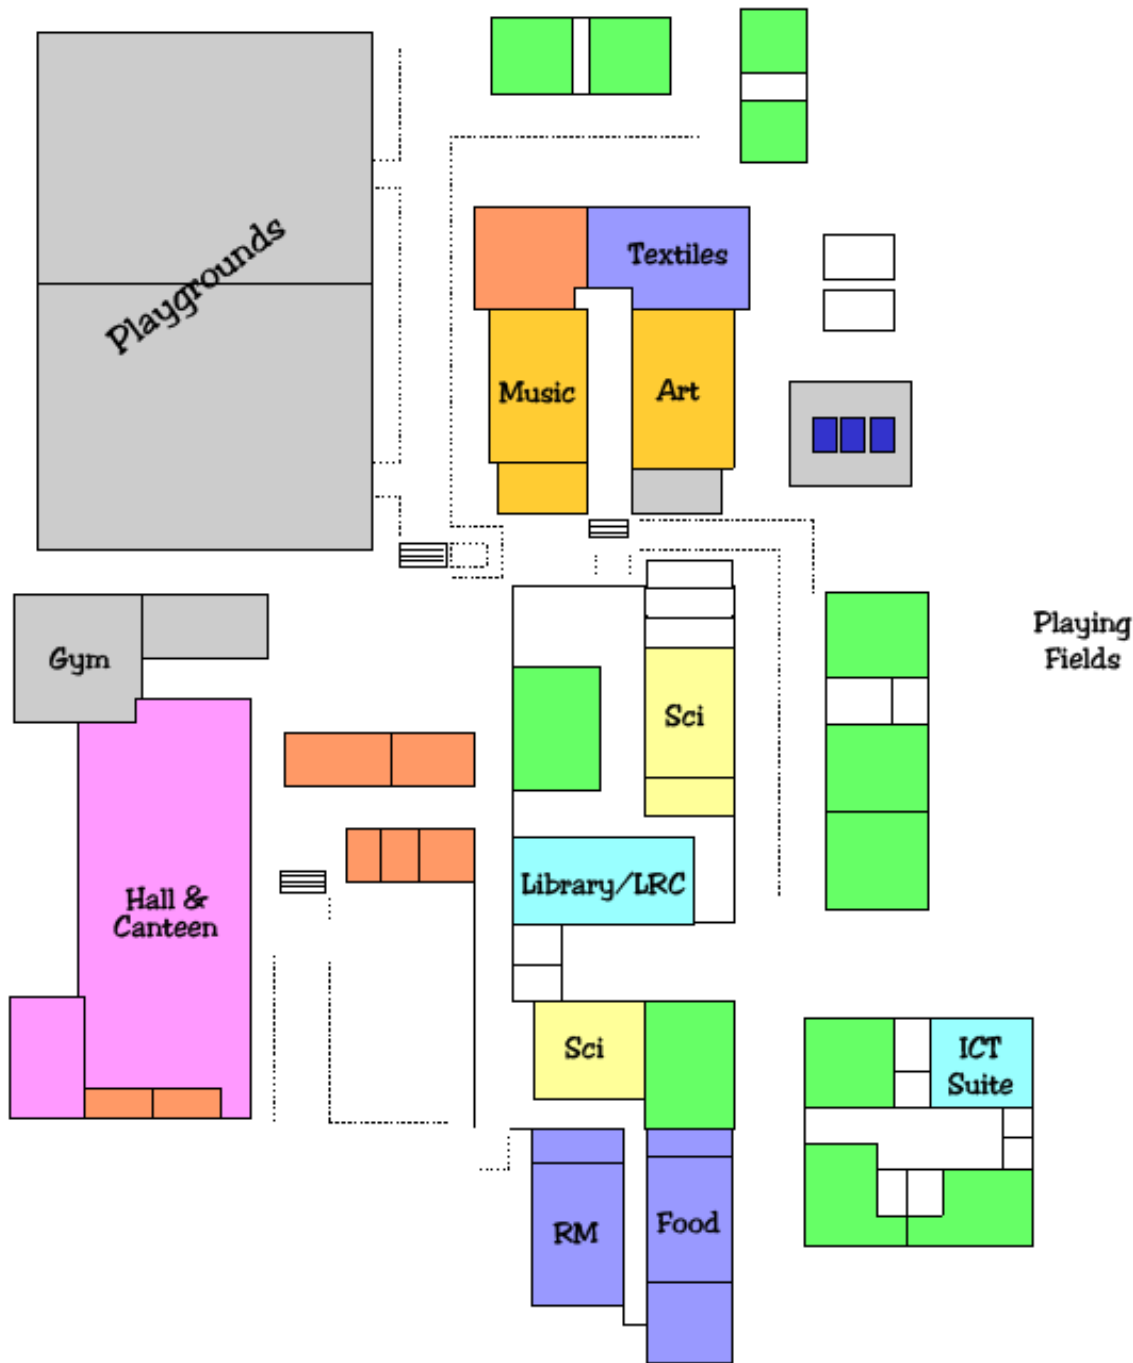 Playgrounds
Textiles
Music
Art
Gym
Sci
Playing
Fields
Library/LRC
Hall &
Canteen
Sci
ICT
Suite
RM
Food